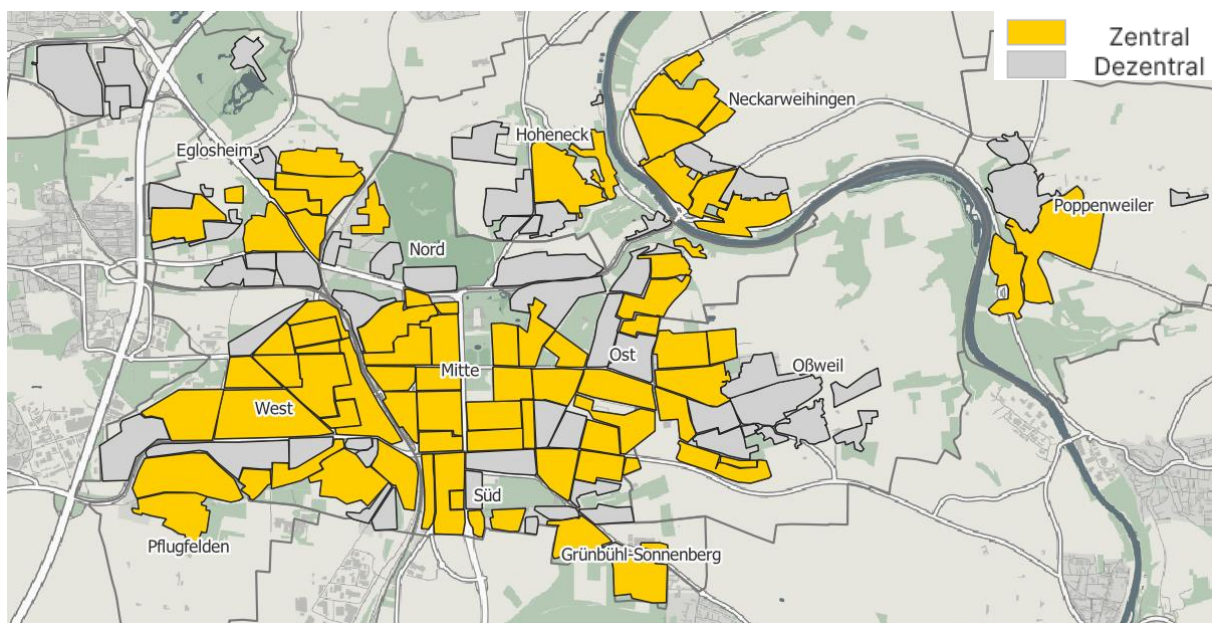 Zentral
Dezentral
Neckarweihingen
Hoheneck
Eglosheim
Poppenweiler
Nord
Ost
Oßweil
Mitte
West
Süd
Pflugfelden
Grünbühl-Sonnenberg